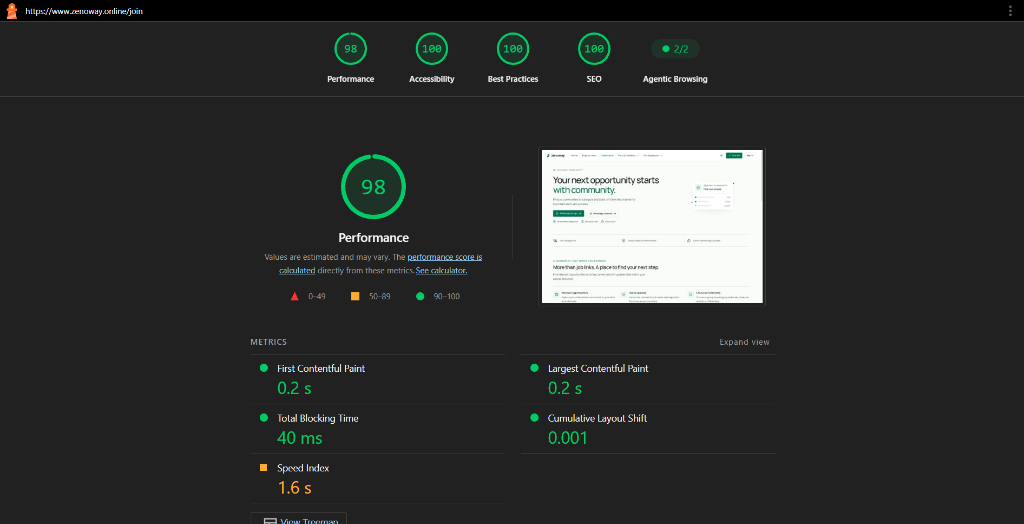 https://www.zenoway.online/join
98
100
100
100
2/2
Performance
Accessibility
Best Practices
SEO
Agentic Browsing
98
Performance
Values are estimated and may vary. The performance score is
calculated directly from these metrics. See calculator.
0–49
50–89
90–100
zenoway
Your next opportunity starts
with community.
More than job links. A place to find your next step.
METRICS
Expand view
First Contentful Paint
0.2 s
Largest Contentful Paint
0.2 s
Total Blocking Time
40 ms
Cumulative Layout Shift
0.001
Speed Index
1.6 s
View Treemap